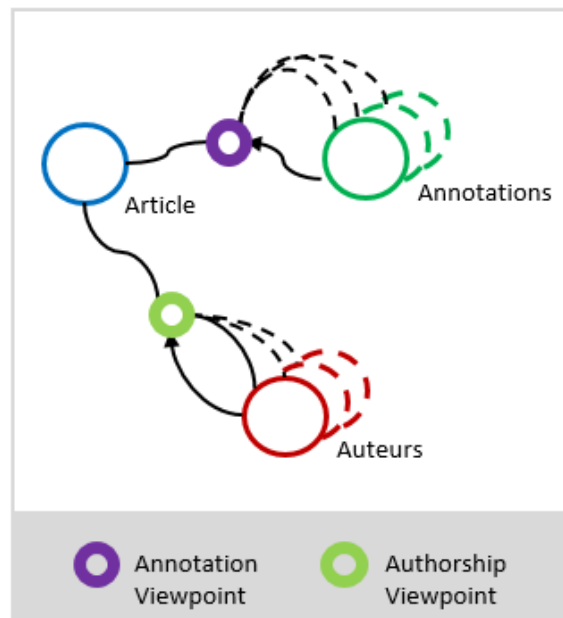 Article
Annotations
Auteurs
Annotation
Viewpoint
Authorship
Viewpoint